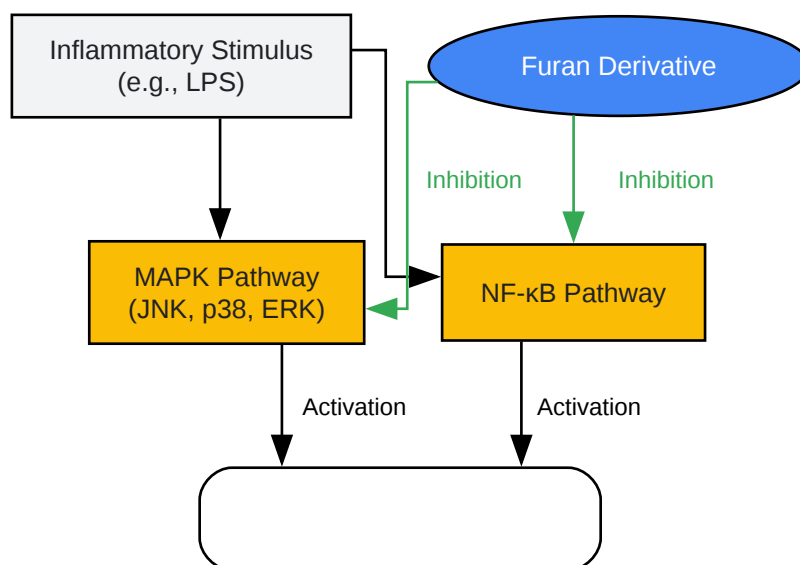 Inflammatory Stimulus
(e.g., LPS)
Furan Derivative
Inhibition
Inhibition
MAPK Pathway
(JNK, p38, ERK)
NF-κB Pathway
Activation
Activation